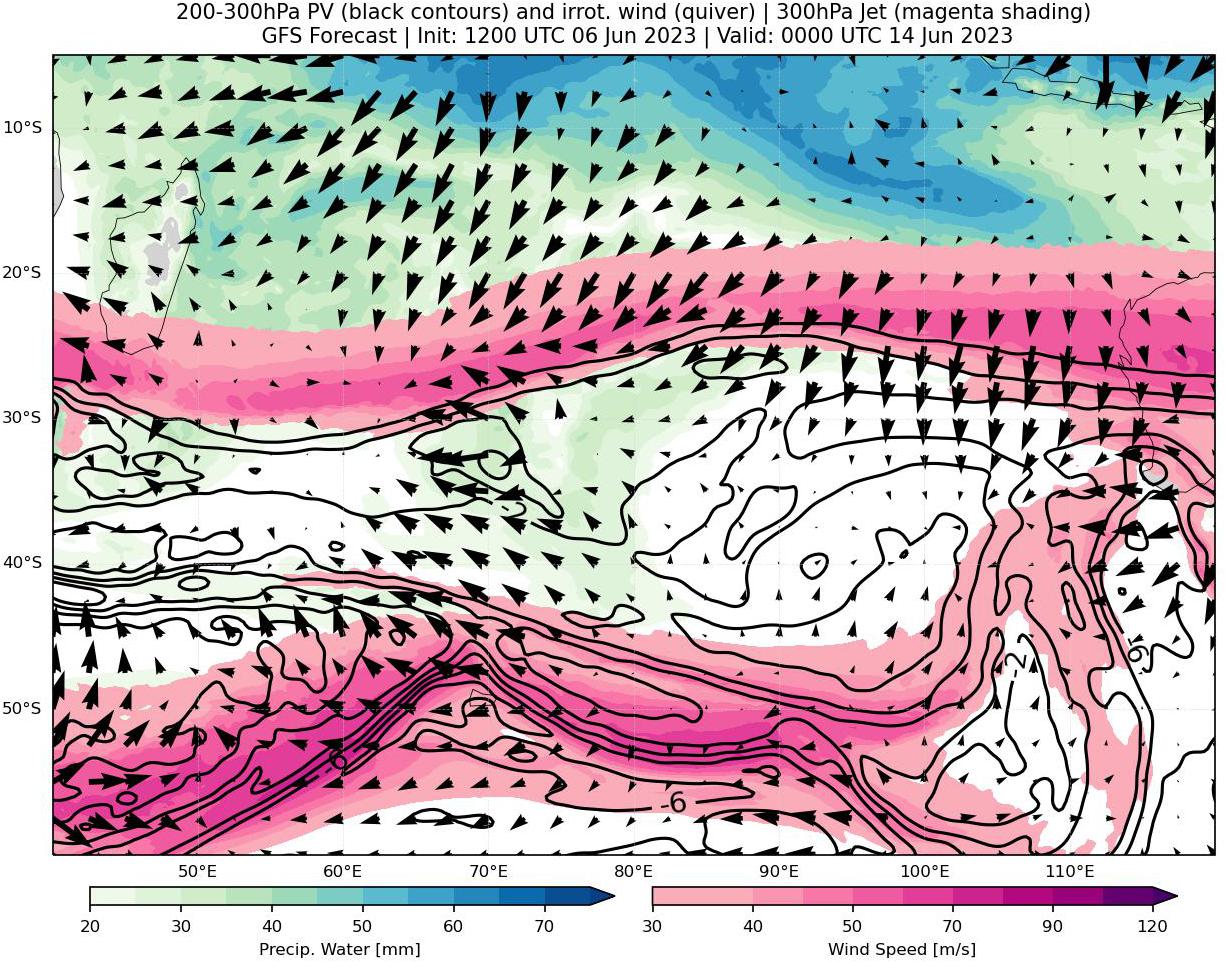 200-300hPa PV (black contours) and irrot. wind (quiver) | 300hPa Jet (magenta shading)
GFS Forecast | Init: 1200 UTC 06 Jun 2023 | Valid: 0000 UTC 14 Jun 2023
10°S
20°S
30°S
40°S
50°S
-2
-6
50°E 60°E 70°E 80°E 90°E 100°E 110°E
20 30 40 50 60 70
30 40 50 70 90 120
Precip. Water [mm]
Wind Speed [m/s]